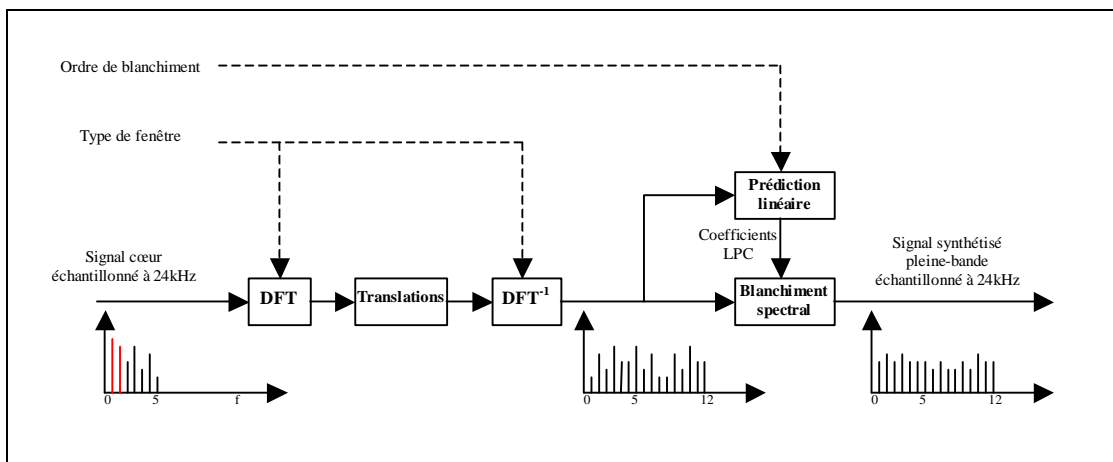 Ordre de blanchiment
Type de fenêtre
Prédiction
linéaire
Signal cœur
échantillonné à 24kHz
Coefficients
LPC
Signal synthétisé
pleine-bande
échantillonné à 24kHz
DFT
Translations
DFT⁻¹
Blanchiment
spectral
0 5 f
0 5 12
0 5 12